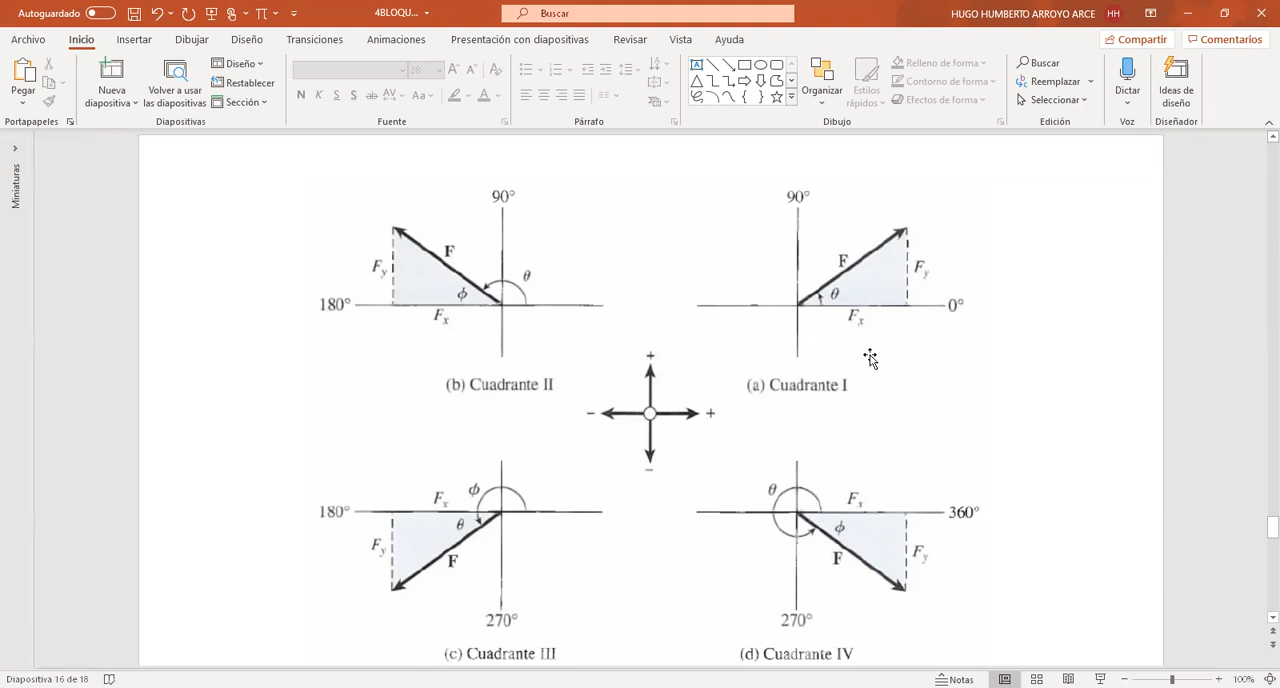 Autoguardado
4BLOQU...
Buscar
HUGO HUMBERTO ARROYO ARCE
HH
Archivo Inicio Insertar Dibujar Diseño Transiciones Animaciones Presentación con diapositivas Revisar Vista Ayuda
Compartir
Comentarios
Pegar
Nueva diapositiva
Volver a usar las diapositivas
Diseño
Restablecer
Sección
28
N K S S ab AV Aa A
Organizar
Estilos rápidos
Relleno de forma
Contorno de forma
Efectos de forma
Buscar
Reemplazar
Seleccionar
Dictar
Ideas de diseño
Portapapeles
Diapositivas
Fuente
Párrafo
Dibujo
Edición
Voz
Diseñador
Miniaturas
90°
F
θ
Fy
ϕ
180°
Fx
(b) Cuadrante II
90°
F
Fy
θ
0°
Fx
(a) Cuadrante I
+
− +
−
ϕ
Fx
180°
θ
Fy
F
270°
(c) Cuadrante III
θ
Fx
360°
ϕ
Fy
F
270°
(d) Cuadrante IV
Diapositiva 16 de 18
Notas
100%